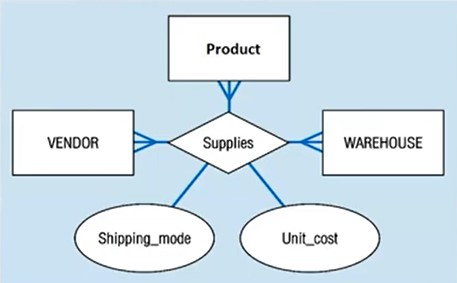 Product
VENDOR
Supplies
WAREHOUSE
Shipping_mode
Unit_cost